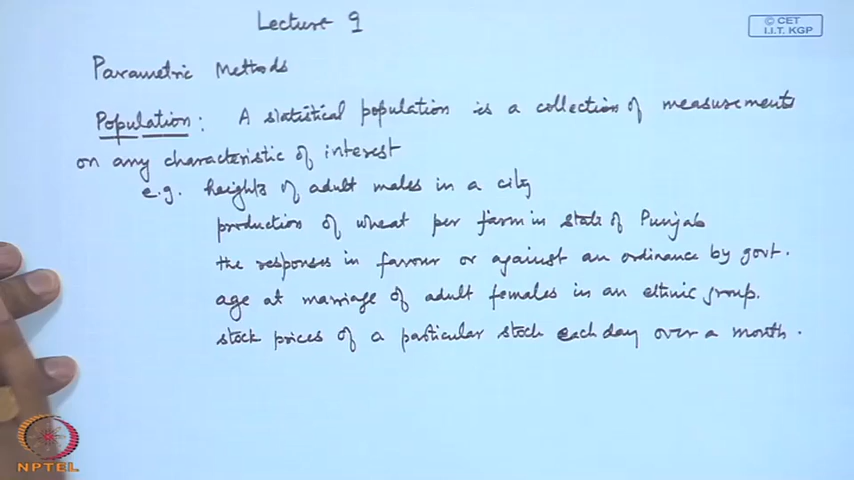 Lecture 9
© CET
I.I.T. KGP
Parametric Methods
Population: A statistical population is a collection of measurements
on any characteristic of interest
e.g. heights of adult males in a city
production of wheat per farm in state of Punjab
the responses in favour or against an ordinance by govt.
age at marriage of adult females in an ethnic group.
stock prices of a particular stock each day over a month.
NPTEL